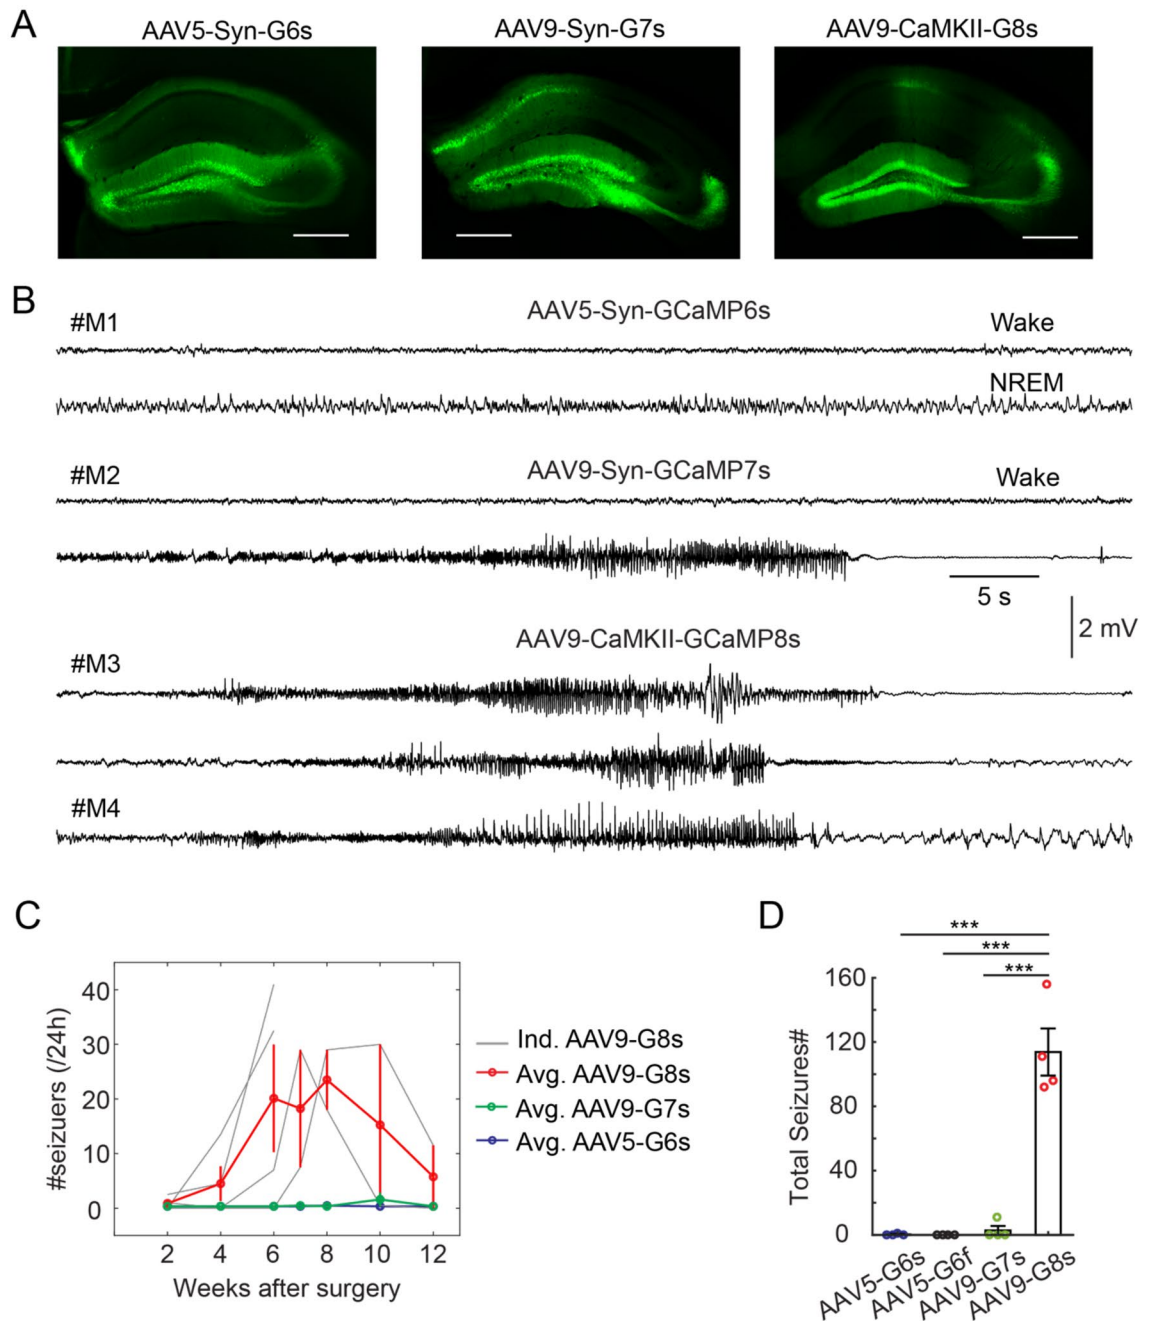 A
AAV5-Syn-G6s
AAV9-Syn-G7s
AAV9-CaMKII-G8s
B
#M1
AAV5-Syn-GCaMP6s
Wake
NREM
#M2
AAV9-Syn-GCaMP7s
Wake
5 s
2 mV
AAV9-CaMKII-GCaMP8s
#M3
#M4
C
#seizuers (/24h)
40
30
20
10
0
2 4 6 8 10 12
Weeks after surgery
Ind. AAV9-G8s
Avg. AAV9-G8s
Avg. AAV9-G7s
Avg. AAV5-G6s
D
***
***
***
Total Seizures#
160
120
80
40
0
AAV5-G6s
AAV5-G6f
AAV9-G7s
AAV9-G8s